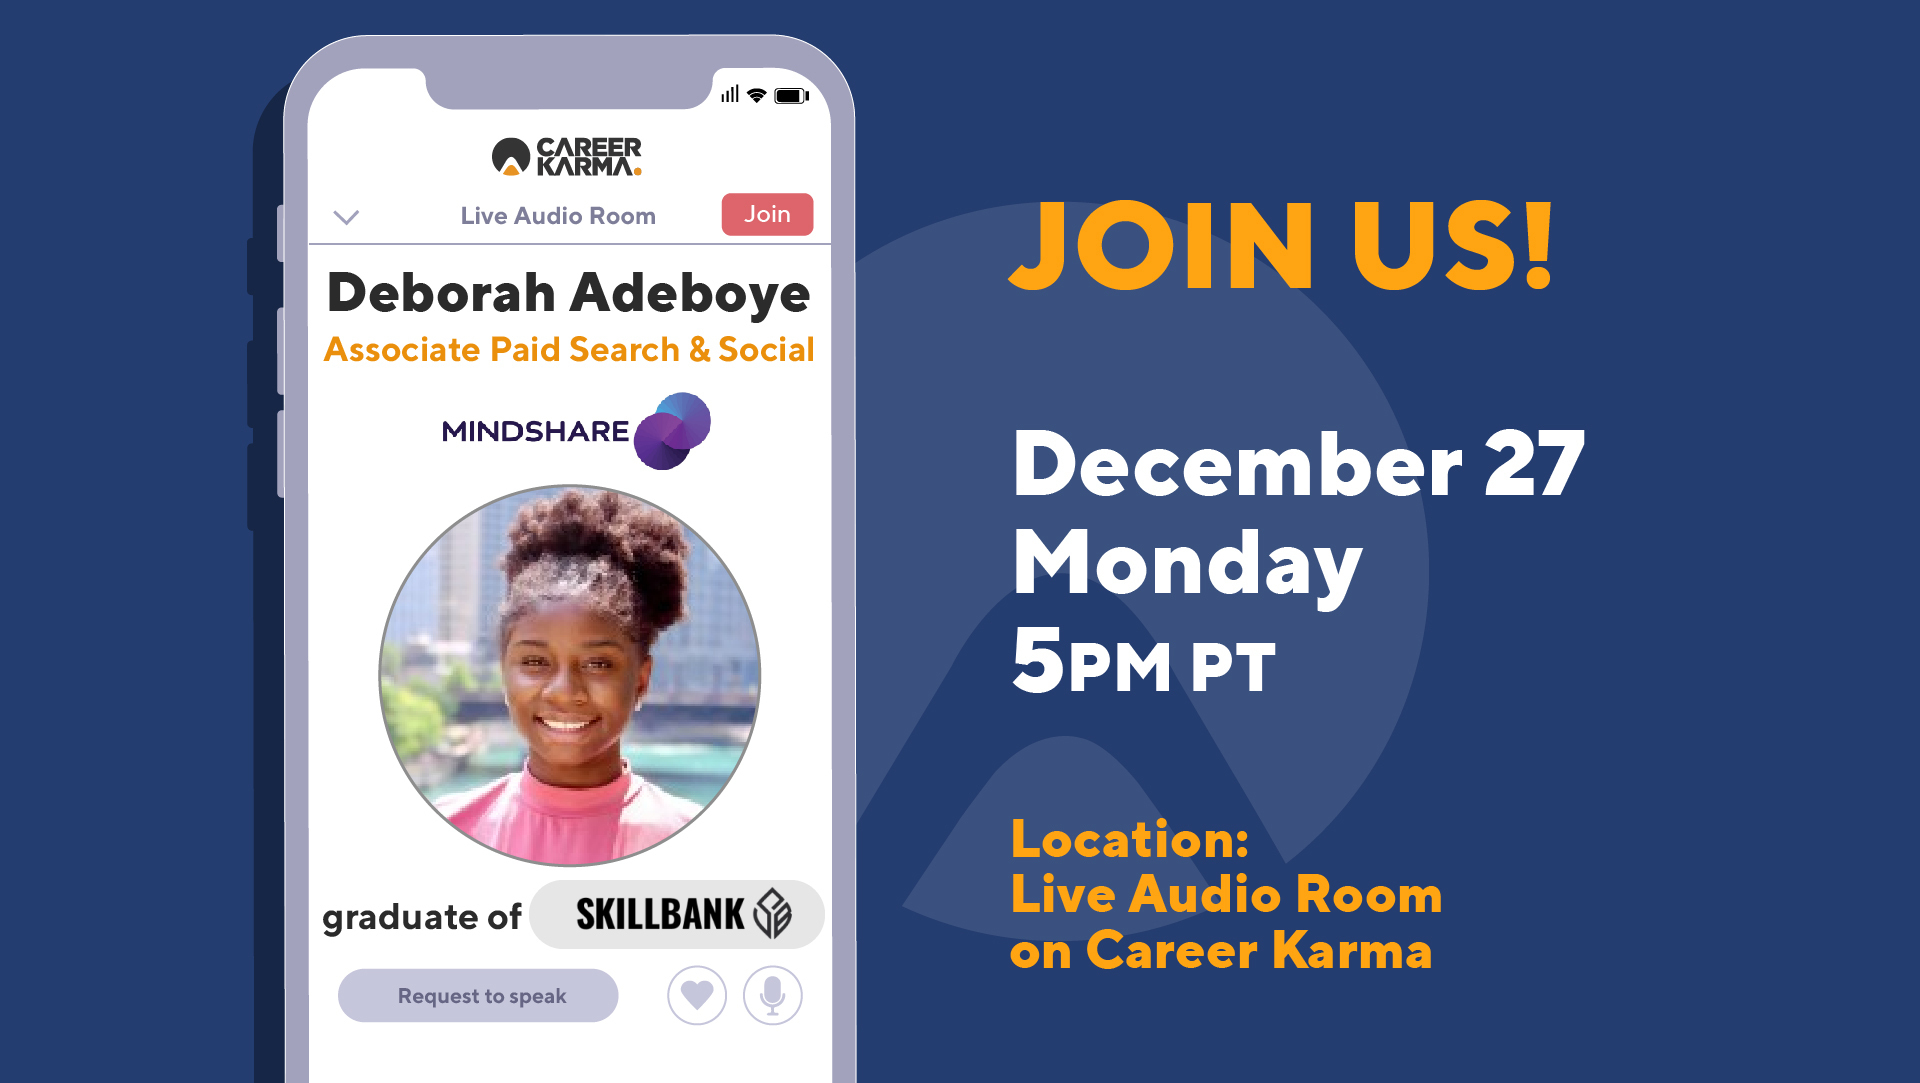 CAREER
KARMA.
Live Audio Room
Join
Deborah Adeboye
Associate Paid Search & Social
MINDSHARE
graduate of SKILLBANK
Request to speak
JOIN US!
December 27
Monday
5PM PT
Location:
Live Audio Room
on Career Karma